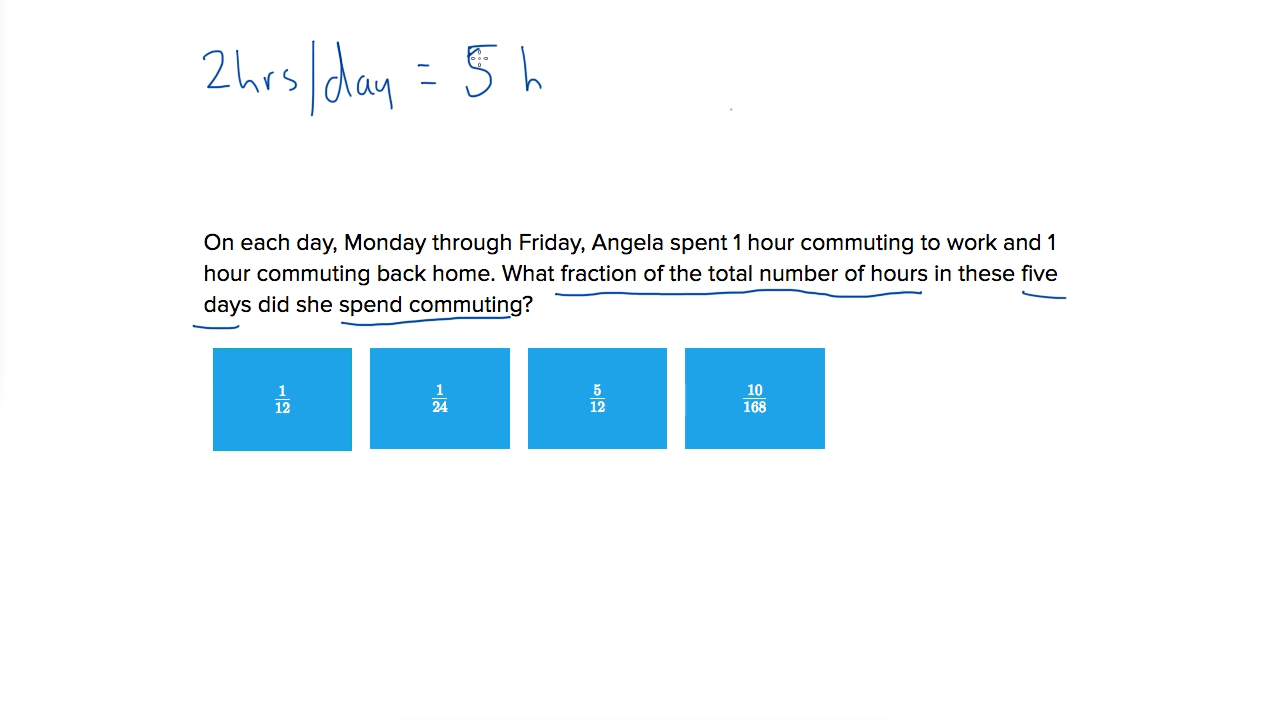 2hrs/day = 5 h
On each day, Monday through Friday, Angela spent 1 hour commuting to work and 1
hour commuting back home. What fraction of the total number of hours in these five
days did she spend commuting?
1/12 1/24 5/12 10/168